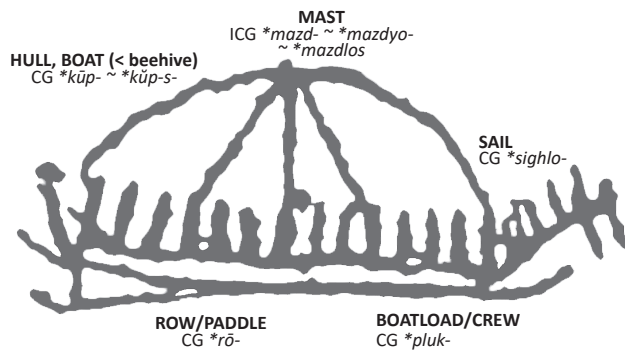 MAST
ICG *mazd- ~ *mazdyo-
~ *mazdlos
HULL, BOAT (< beehive)
CG *kūp- ~ *kŭp-s-
SAIL
CG *sighlo-
ROW/PADDLE
CG *rō-
BOATLOAD/CREW
CG *pluk-